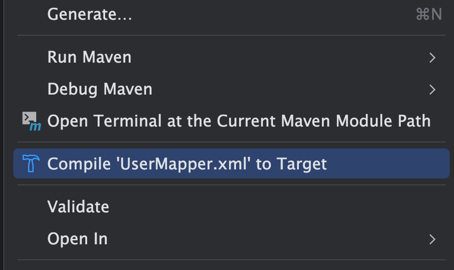 Generate... ⌘N
Run Maven
Debug Maven
Open Terminal at the Current Maven Module Path
Compile 'UserMapper.xml' to Target
Validate
Open In